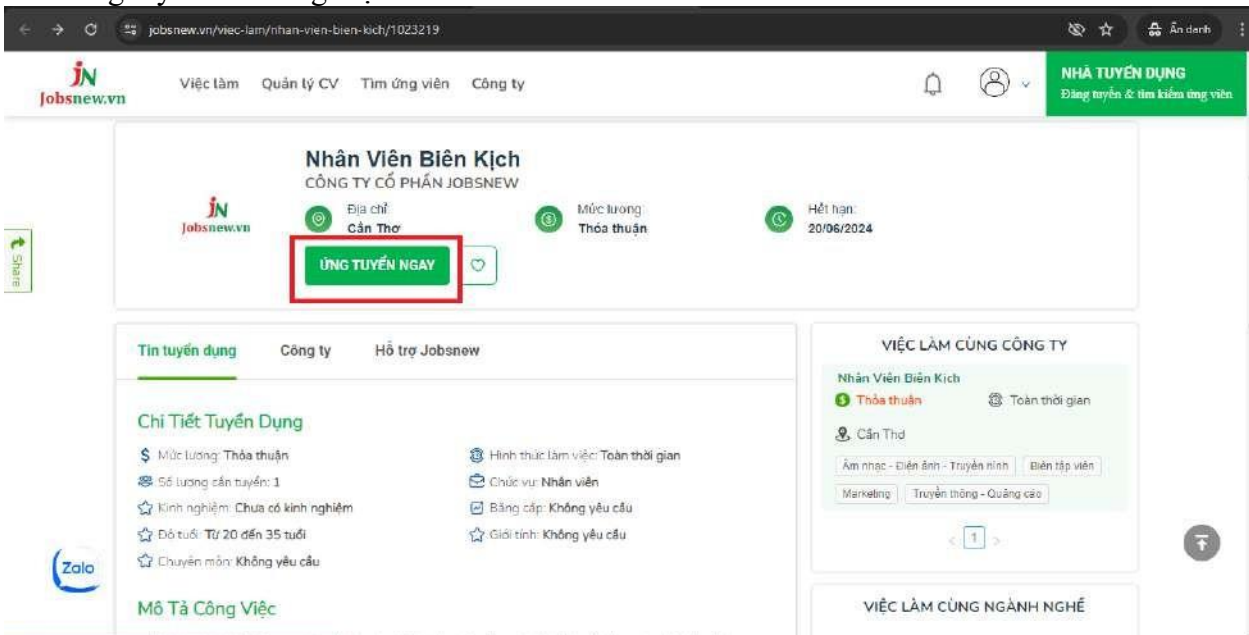 jobsnew.vn/viec-lam/nhan-vien-bien-kich/1023219
Ẩn danh
Jobsnew.vn
Việc làm Quản lý CV Tìm ứng viên Công ty
NHÀ TUYỂN DỤNG
Đăng tuyển & tìm kiếm ứng viên
Nhân Viên Biên Kịch
CÔNG TY CỔ PHẦN JOBSNEW
Jobsnew.vn
Địa chỉ:
Cần Thơ
Mức lương:
Thỏa thuận
Hết hạn:
20/06/2024
ỨNG TUYỂN NGAY
Share
Tin tuyển dụng Công ty Hỗ trợ Jobsnew
Chi Tiết Tuyển Dụng
Mức lương: Thỏa thuận
Hình thức làm việc: Toàn thời gian
Số lượng cần tuyển: 1
Chức vụ: Nhân viên
Kinh nghiệm: Chưa có kinh nghiệm
Bằng cấp: Không yêu cầu
Độ tuổi: Từ 20 đến 35 tuổi
Giới tính: Không yêu cầu
Chuyên môn: Không yêu cầu
Mô Tả Công Việc
VIỆC LÀM CÙNG CÔNG TY
Nhân Viên Biên Kịch
Thỏa thuận Toàn thời gian
Cần Thơ
Âm nhạc - Điện ảnh - Truyền hình Biên tập viên
Marketing Truyền thông - Quảng cáo
< 1 >
VIỆC LÀM CÙNG NGÀNH NGHỀ
Zalo